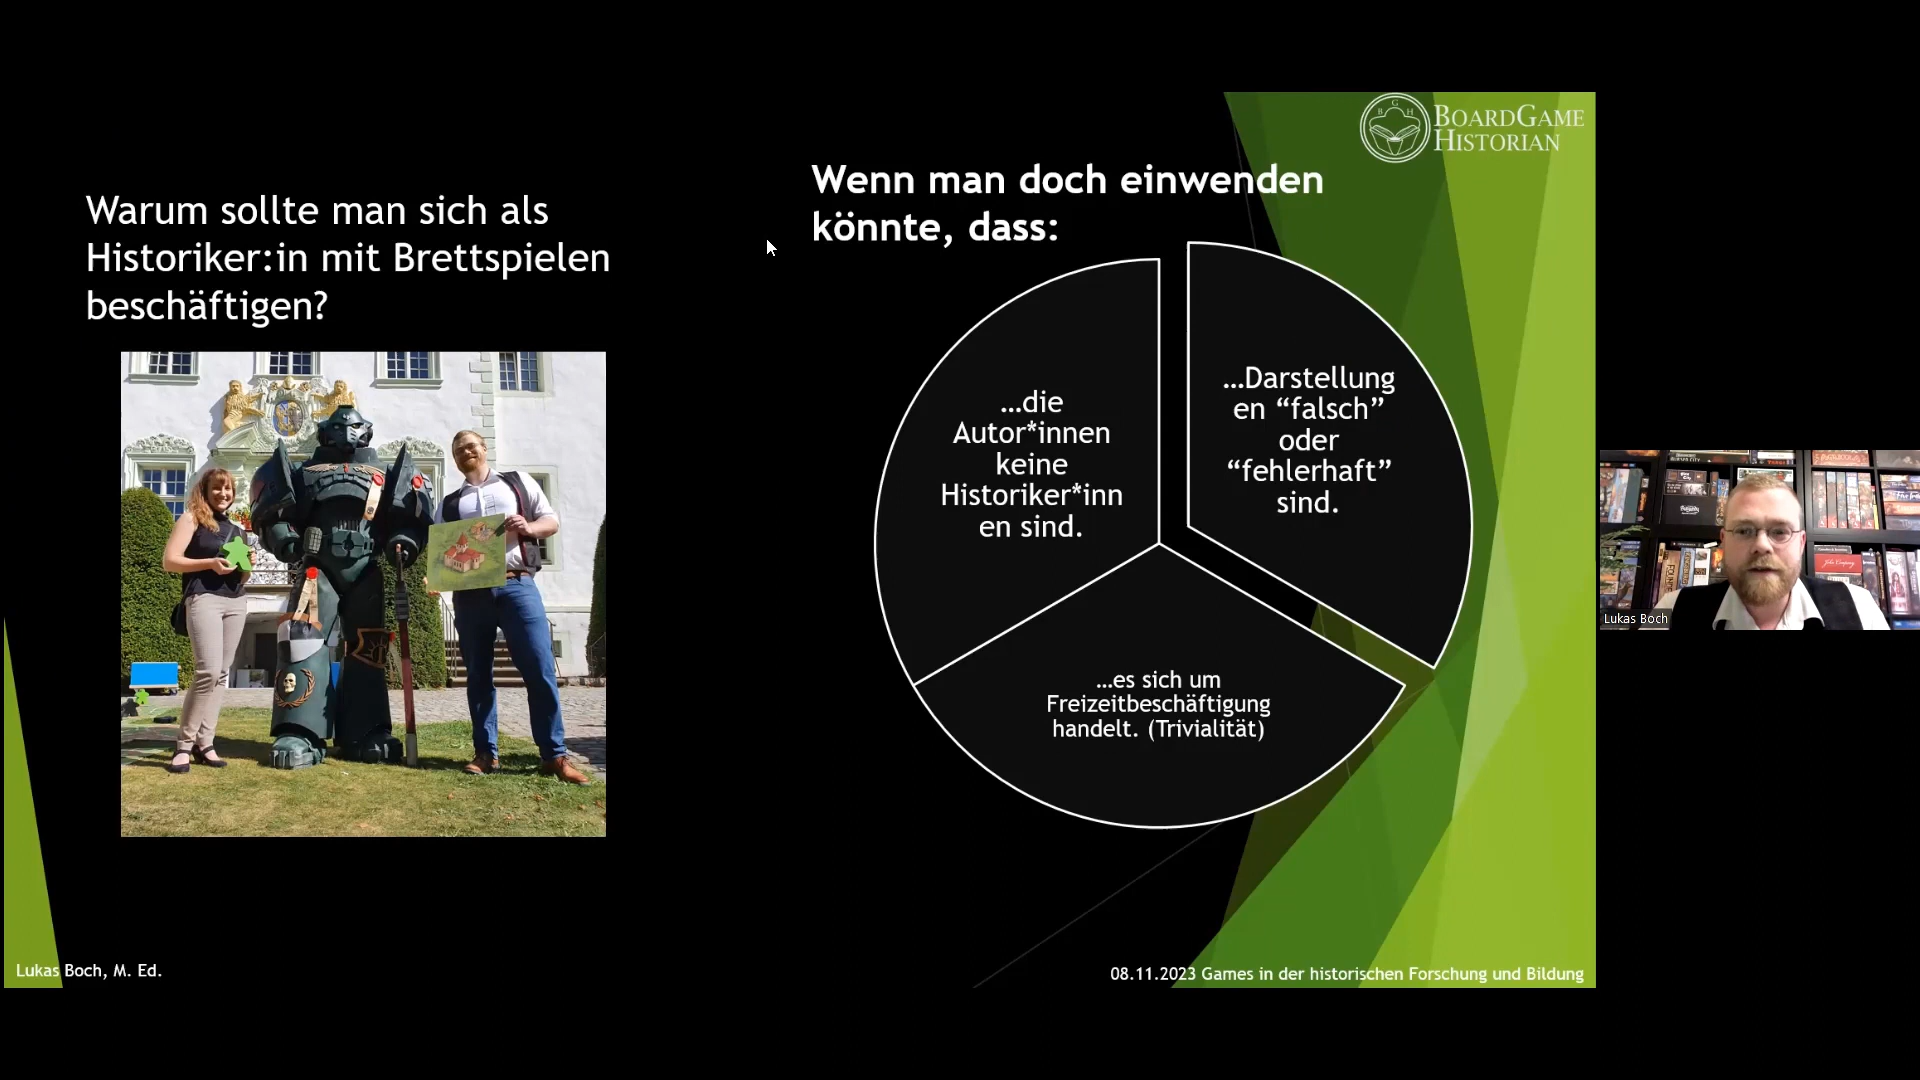 BOARDGAME
HISTORIAN
B G H
Warum sollte man sich als
Historiker:in mit Brettspielen
beschäftigen?
Wenn man doch einwenden
könnte, dass:
...die
Autor*innen
keine
Historiker*inn
en sind.
...Darstellung
en “falsch”
oder
“fehlerhaft”
sind.
...es sich um
Freizeitbeschäftigung
handelt. (Trivialität)
Lukas Boch, M. Ed.
08.11.2023 Games in der historischen Forschung und Bildung
Lukas Boch